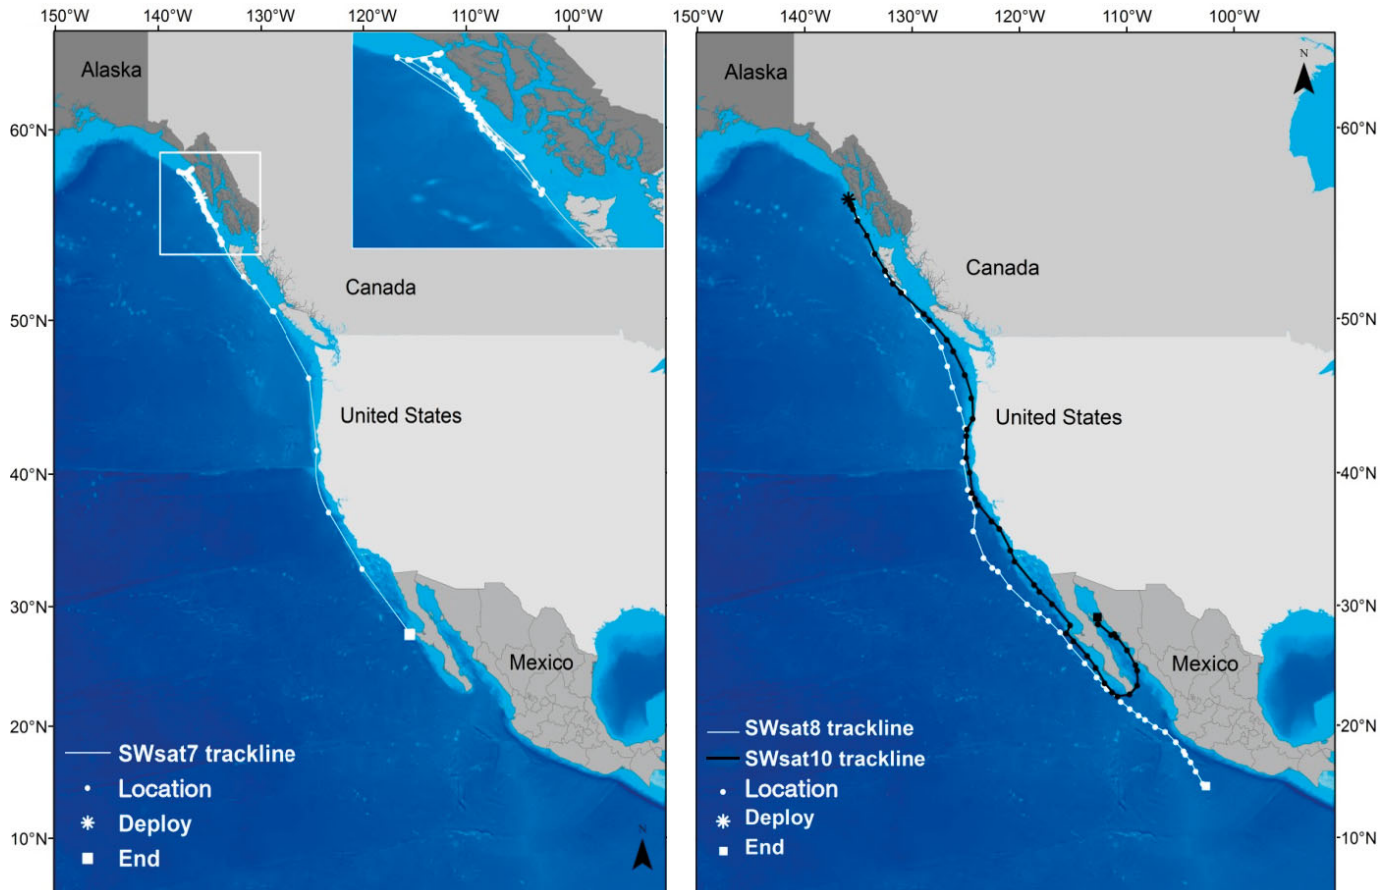 150°W 140°W 130°W 120°W 110°W 100°W
Alaska
60°N
Canada
50°N
United States
40°N
30°N
Mexico
20°N
SWsat7 trackline
Location
Deploy
End
10°N
N
150°W 140°W 130°W 120°W 110°W 100°W
N
Alaska
60°N
Canada
50°N
United States
40°N
30°N
Mexico
20°N
SWsat8 trackline
SWsat10 trackline
Location
Deploy
End
10°N